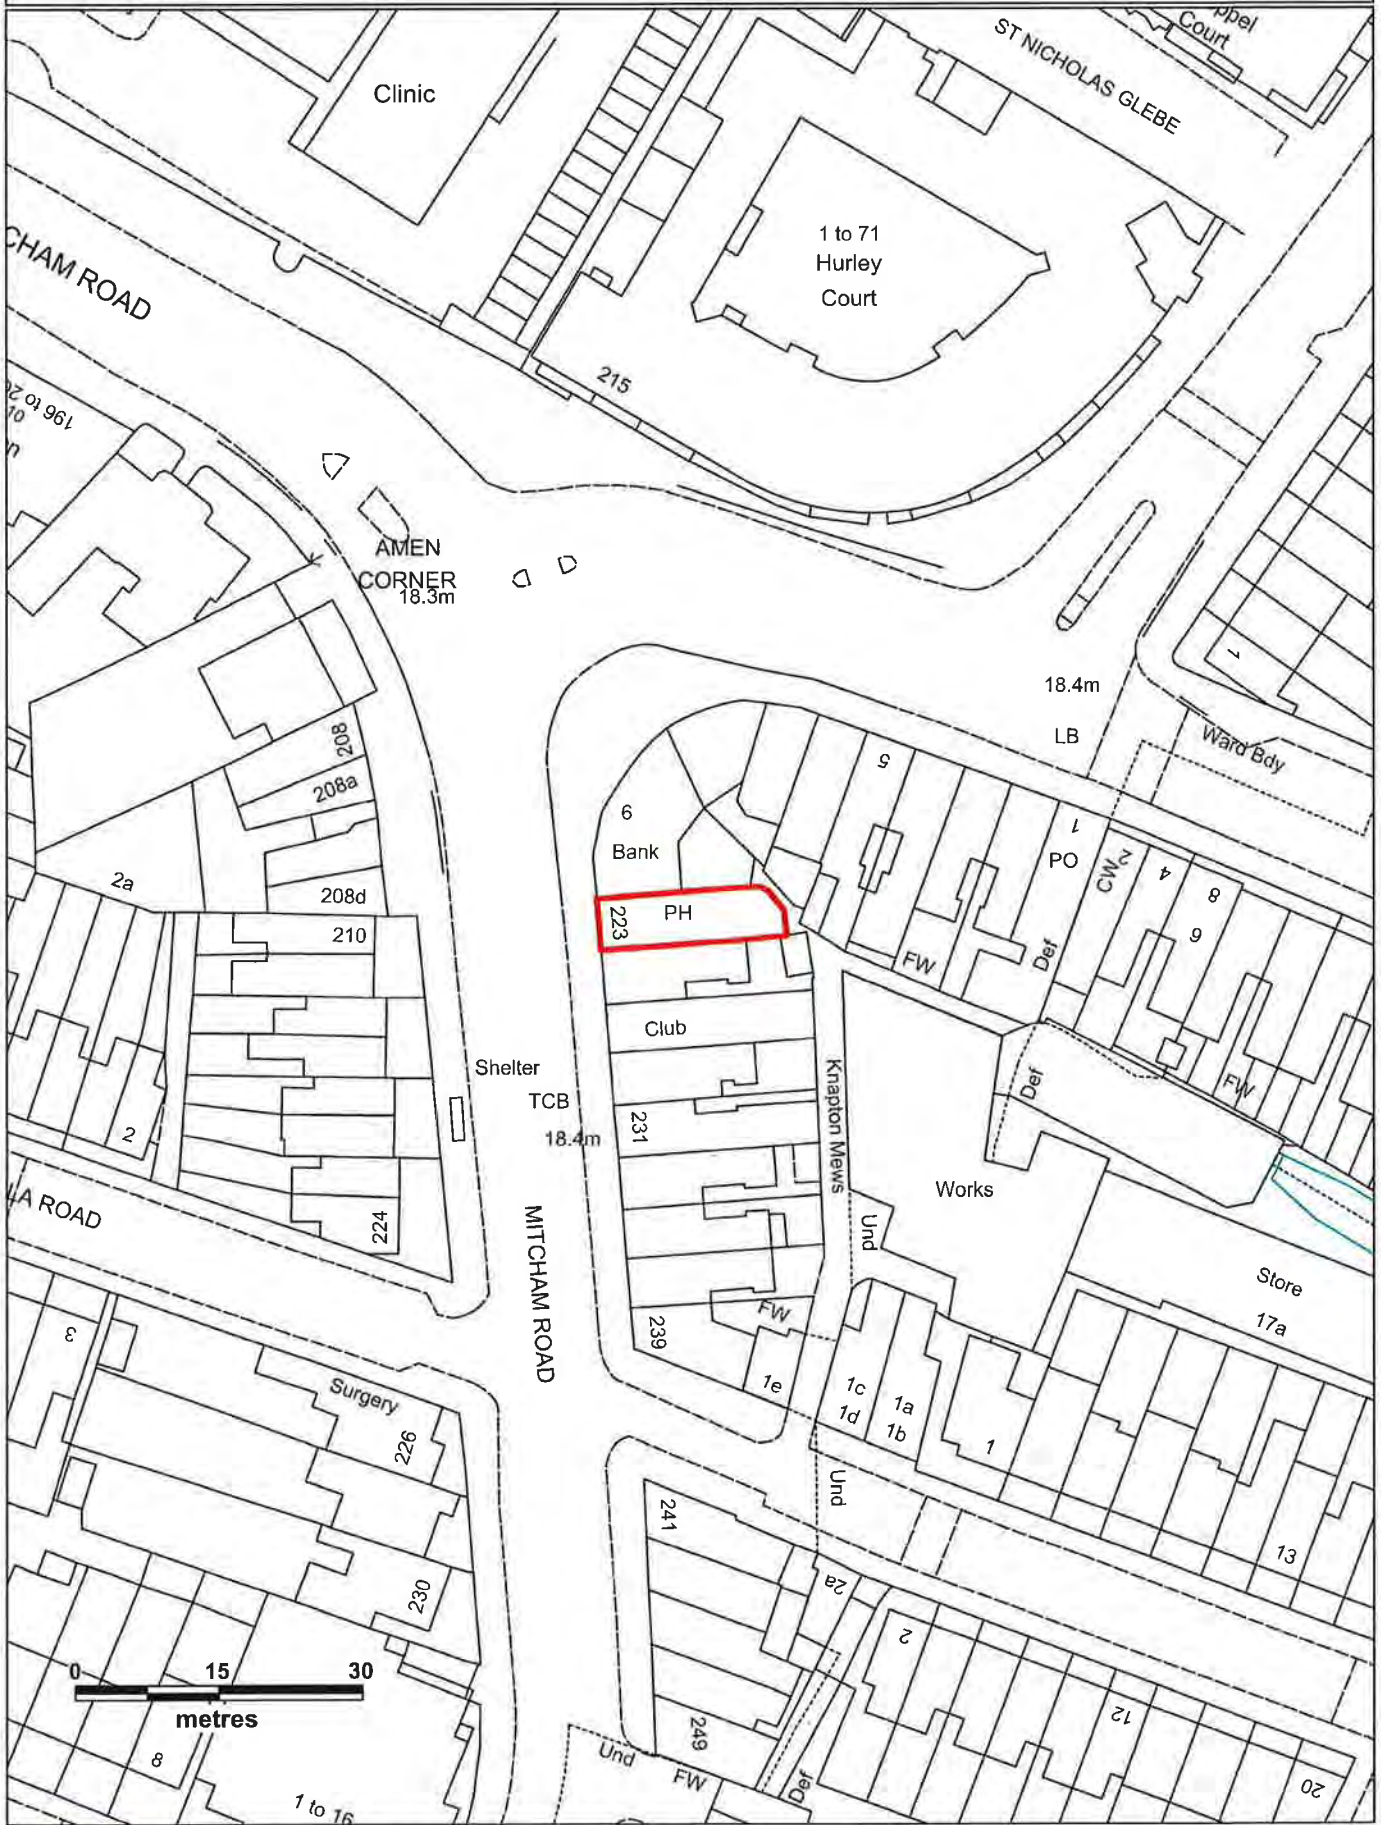 Court
ST NICHOLAS GLEBE
Clinic
1 to 71
Hurley
Court
CHAM ROAD
215
196 to
AMEN
CORNER
18.3m
1
18.4m
LB
Ward Bdy
208
208a
5
6
Bank
1
PO
CW
2
4
8
6
2a
208d
223
PH
210
FW
Def
Club
Shelter
TCB
18.4m
231
Knapton Mews
Def
FW
2
Works
LA ROAD
224
MITCHAM ROAD
Und
Store
17a
3
239
FW
1e
1c
1d
1a
1b
1
Surgery
226
Und
241
13
230
2a
2
0 15 30
metres
12
249
Und
FW
Def
20
8
1 to 16